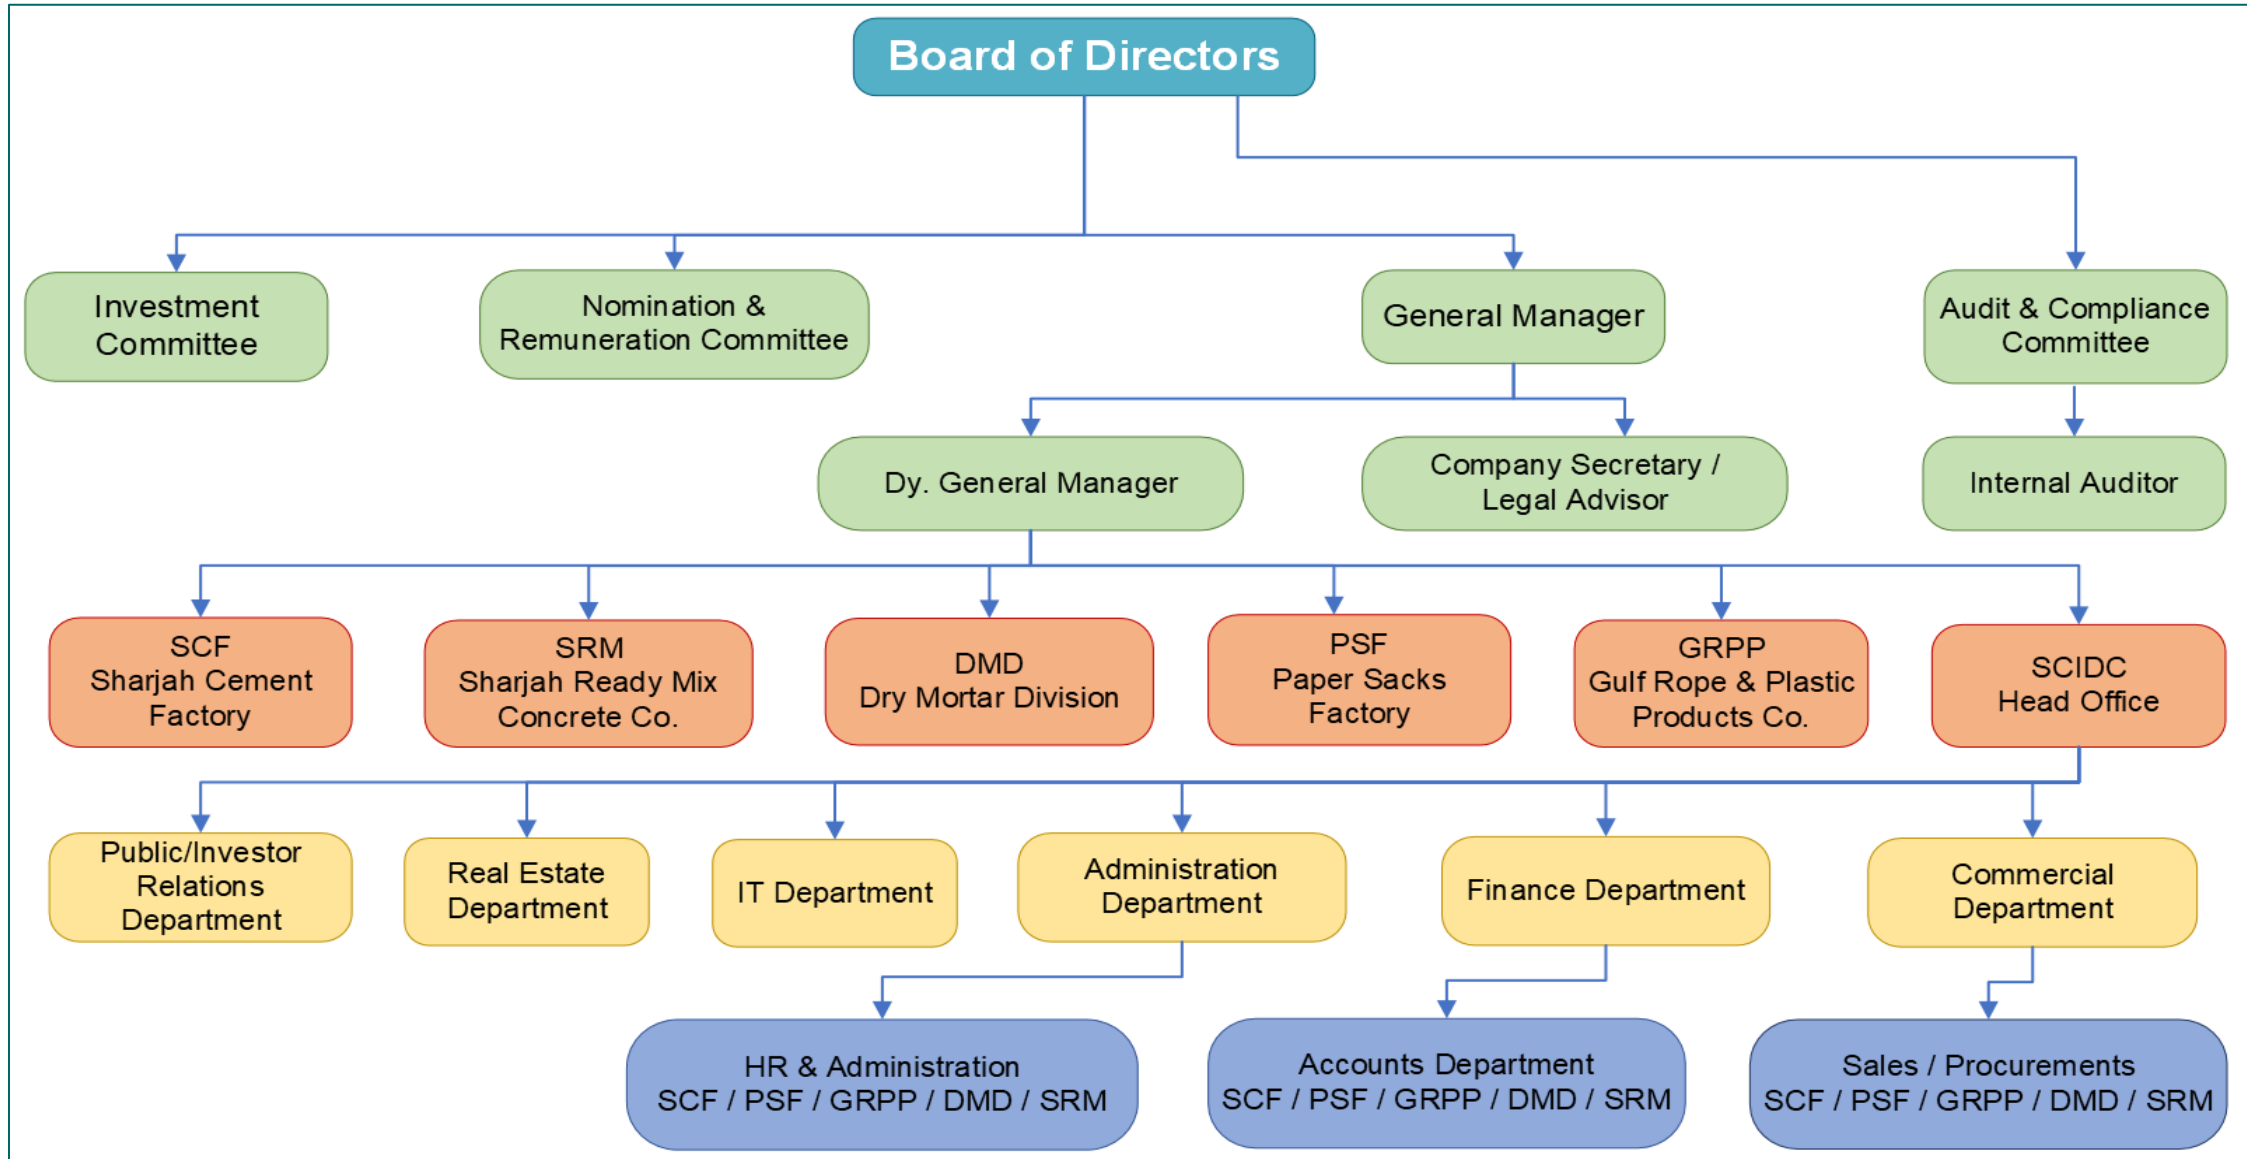 Board of Directors
Investment
Committee
Nomination &
Remuneration Committee
General Manager
Audit & Compliance
Committee
Dy. General Manager
Company Secretary /
Legal Advisor
Internal Auditor
SCF
Sharjah Cement
Factory
SRM
Sharjah Ready Mix
Concrete Co.
DMD
Dry Mortar Division
PSF
Paper Sacks
Factory
GRPP
Gulf Rope & Plastic
Products Co.
SCIDC
Head Office
Public/Investor
Relations
Department
Real Estate
Department
IT Department
Administration
Department
Finance Department
Commercial
Department
HR & Administration
SCF / PSF / GRPP / DMD / SRM
Accounts Department
SCF / PSF / GRPP / DMD / SRM
Sales / Procurements
SCF / PSF / GRPP / DMD / SRM